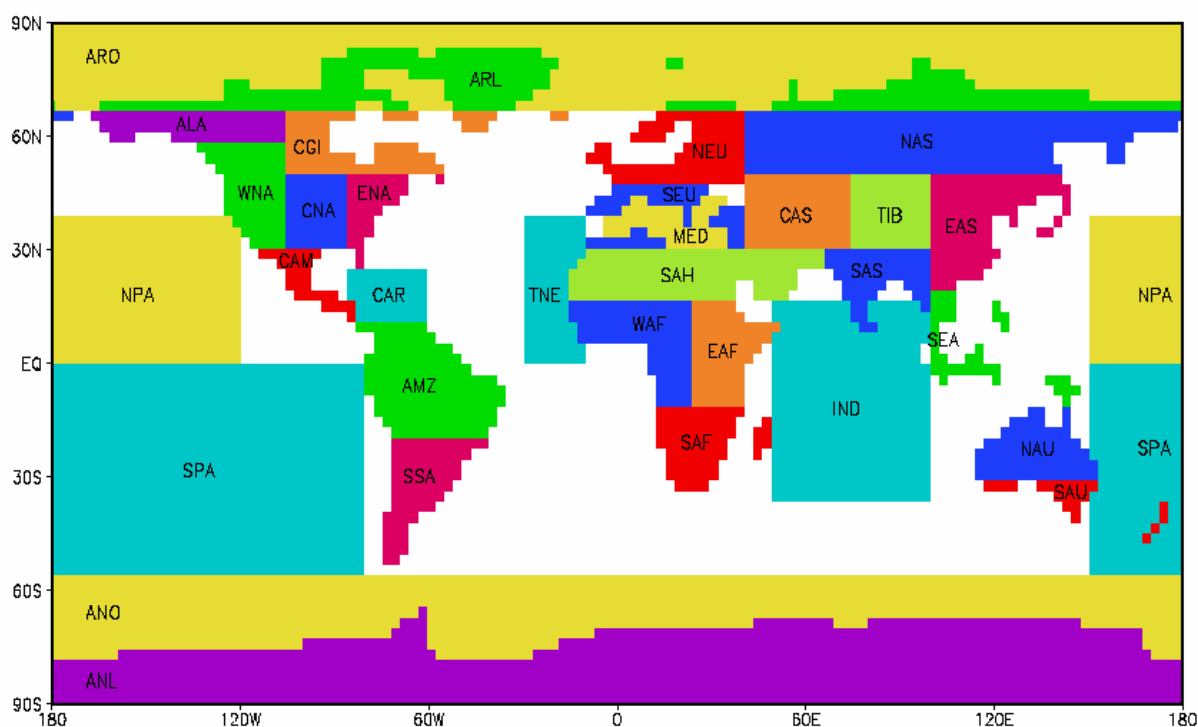 90N
ARO
ARL
ALA
60N
CGI
NEU
NAS
WNA
CNA
ENA
SEU
CAS
TIB
EAS
MED
30N
CAM
SAH
SAS
NPA
CAR
TNE
NPA
WAF
SEA
EAF
EQ
AMZ
IND
SAF
NAU
SPA
SPA
SSA
30S
SAU
60S
ANO
ANL
90S
180 120W 60W 0 60E 120E 180